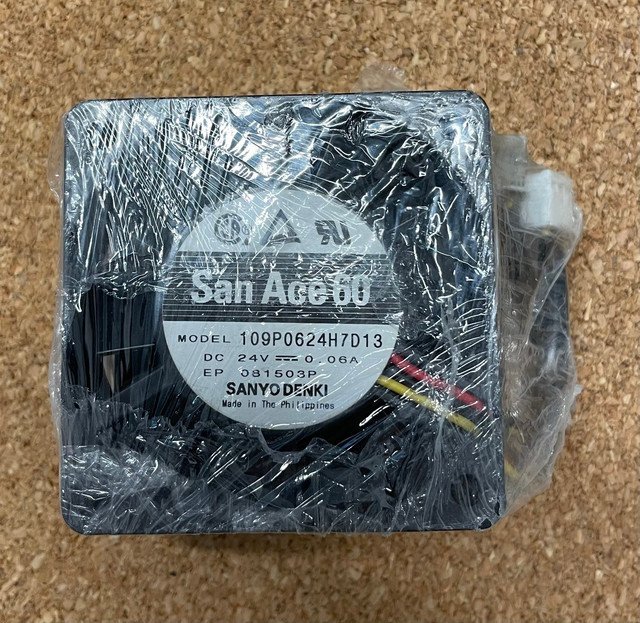 San Ace 60
MODEL 109P0624H7D13
DC 24V ⎓ 0.06A
EP 081503P
SANYO DENKI
Made in The Philippines